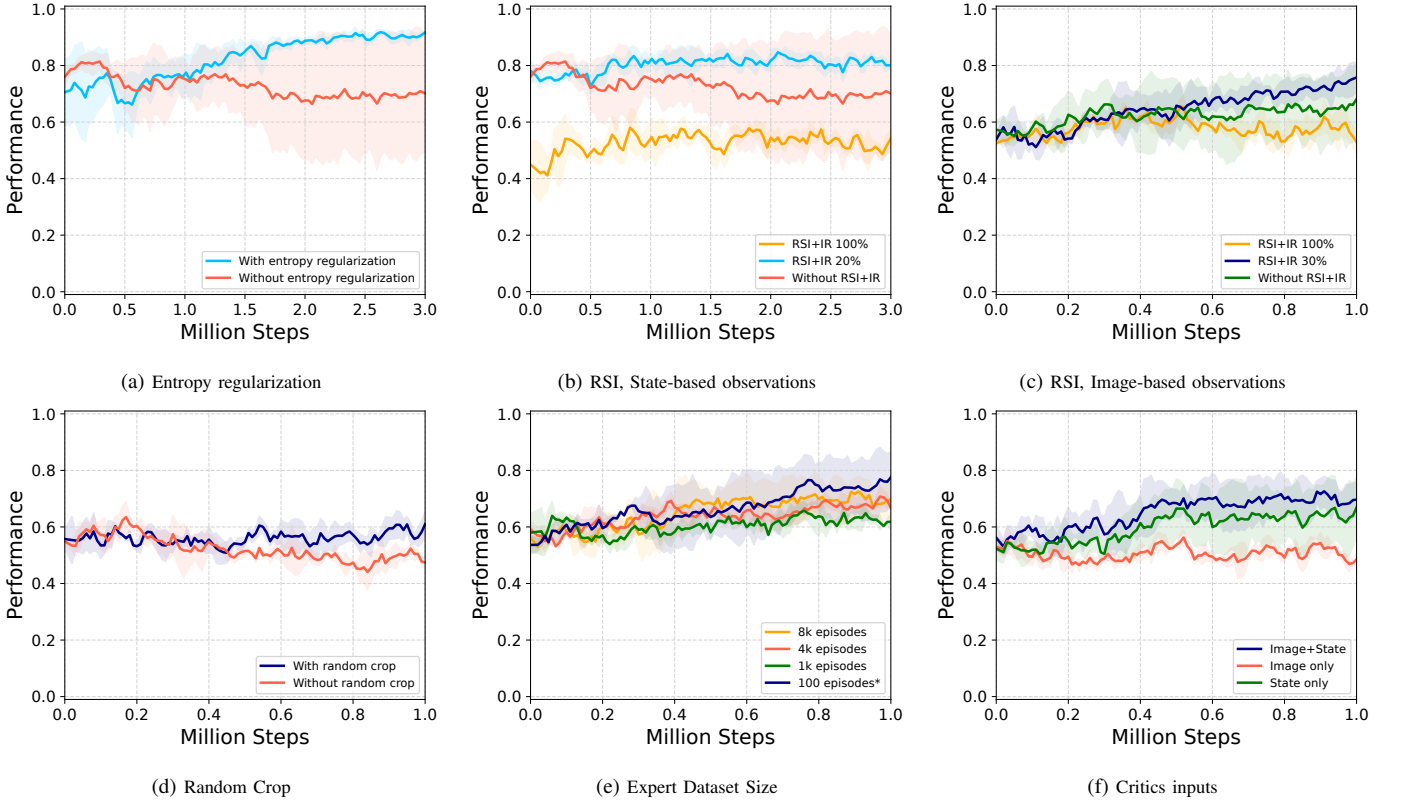 1.0
0.8
0.6
0.4
0.2
0.0
Performance
0.0 0.5 1.0 1.5 2.0 2.5 3.0
Million Steps
With entropy regularization
Without entropy regularization
(a) Entropy regularization
1.0
0.8
0.6
0.4
0.2
0.0
Performance
0.0 0.5 1.0 1.5 2.0 2.5 3.0
Million Steps
RSI+IR 100%
RSI+IR 20%
Without RSI+IR
(b) RSI, State-based observations
1.0
0.8
0.6
0.4
0.2
0.0
Performance
0.0 0.2 0.4 0.6 0.8 1.0
Million Steps
RSI+IR 100%
RSI+IR 30%
Without RSI+IR
(c) RSI, Image-based observations
1.0
0.8
0.6
0.4
0.2
0.0
Performance
0.0 0.2 0.4 0.6 0.8 1.0
Million Steps
With random crop
Without random crop
(d) Random Crop
1.0
0.8
0.6
0.4
0.2
0.0
Performance
0.0 0.2 0.4 0.6 0.8 1.0
Million Steps
8k episodes
4k episodes
1k episodes
100 episodes*
(e) Expert Dataset Size
1.0
0.8
0.6
0.4
0.2
0.0
Performance
0.0 0.2 0.4 0.6 0.8 1.0
Million Steps
Image+State
Image only
State only
(f) Critics inputs